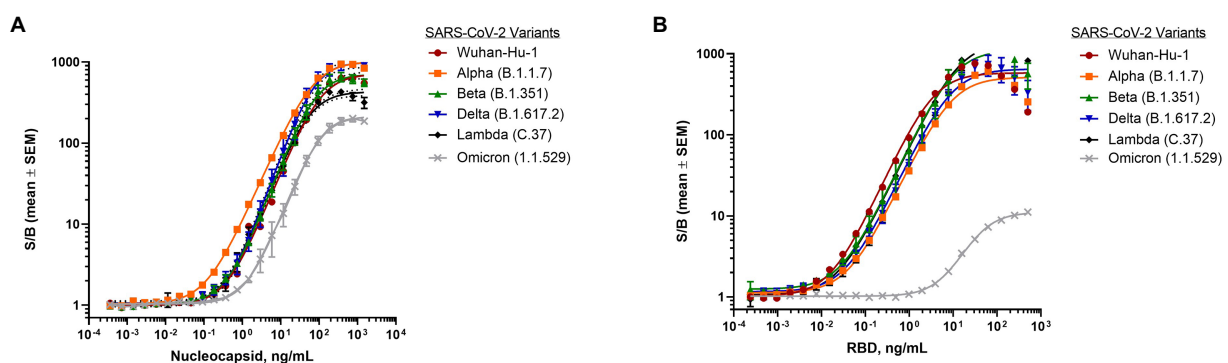 A
SARS-CoV-2 Variants
Wuhan-Hu-1
Alpha (B.1.1.7)
Beta (B.1.351)
Delta (B.1.617.2)
Lambda (C.37)
Omicron (1.1.529)
S/B (mean ± SEM)
1000
100
10
1
10⁻⁴ 10⁻³ 10⁻² 10⁻¹ 10⁰ 10¹ 10² 10³ 10⁴
Nucleocapsid, ng/mL
B
SARS-CoV-2 Variants
Wuhan-Hu-1
Alpha (B.1.1.7)
Beta (B.1.351)
Delta (B.1.617.2)
Lambda (C.37)
Omicron (1.1.529)
S/B (mean ± SEM)
1000
100
10
1
10⁻⁴ 10⁻³ 10⁻² 10⁻¹ 10⁰ 10¹ 10² 10³
RBD, ng/mL